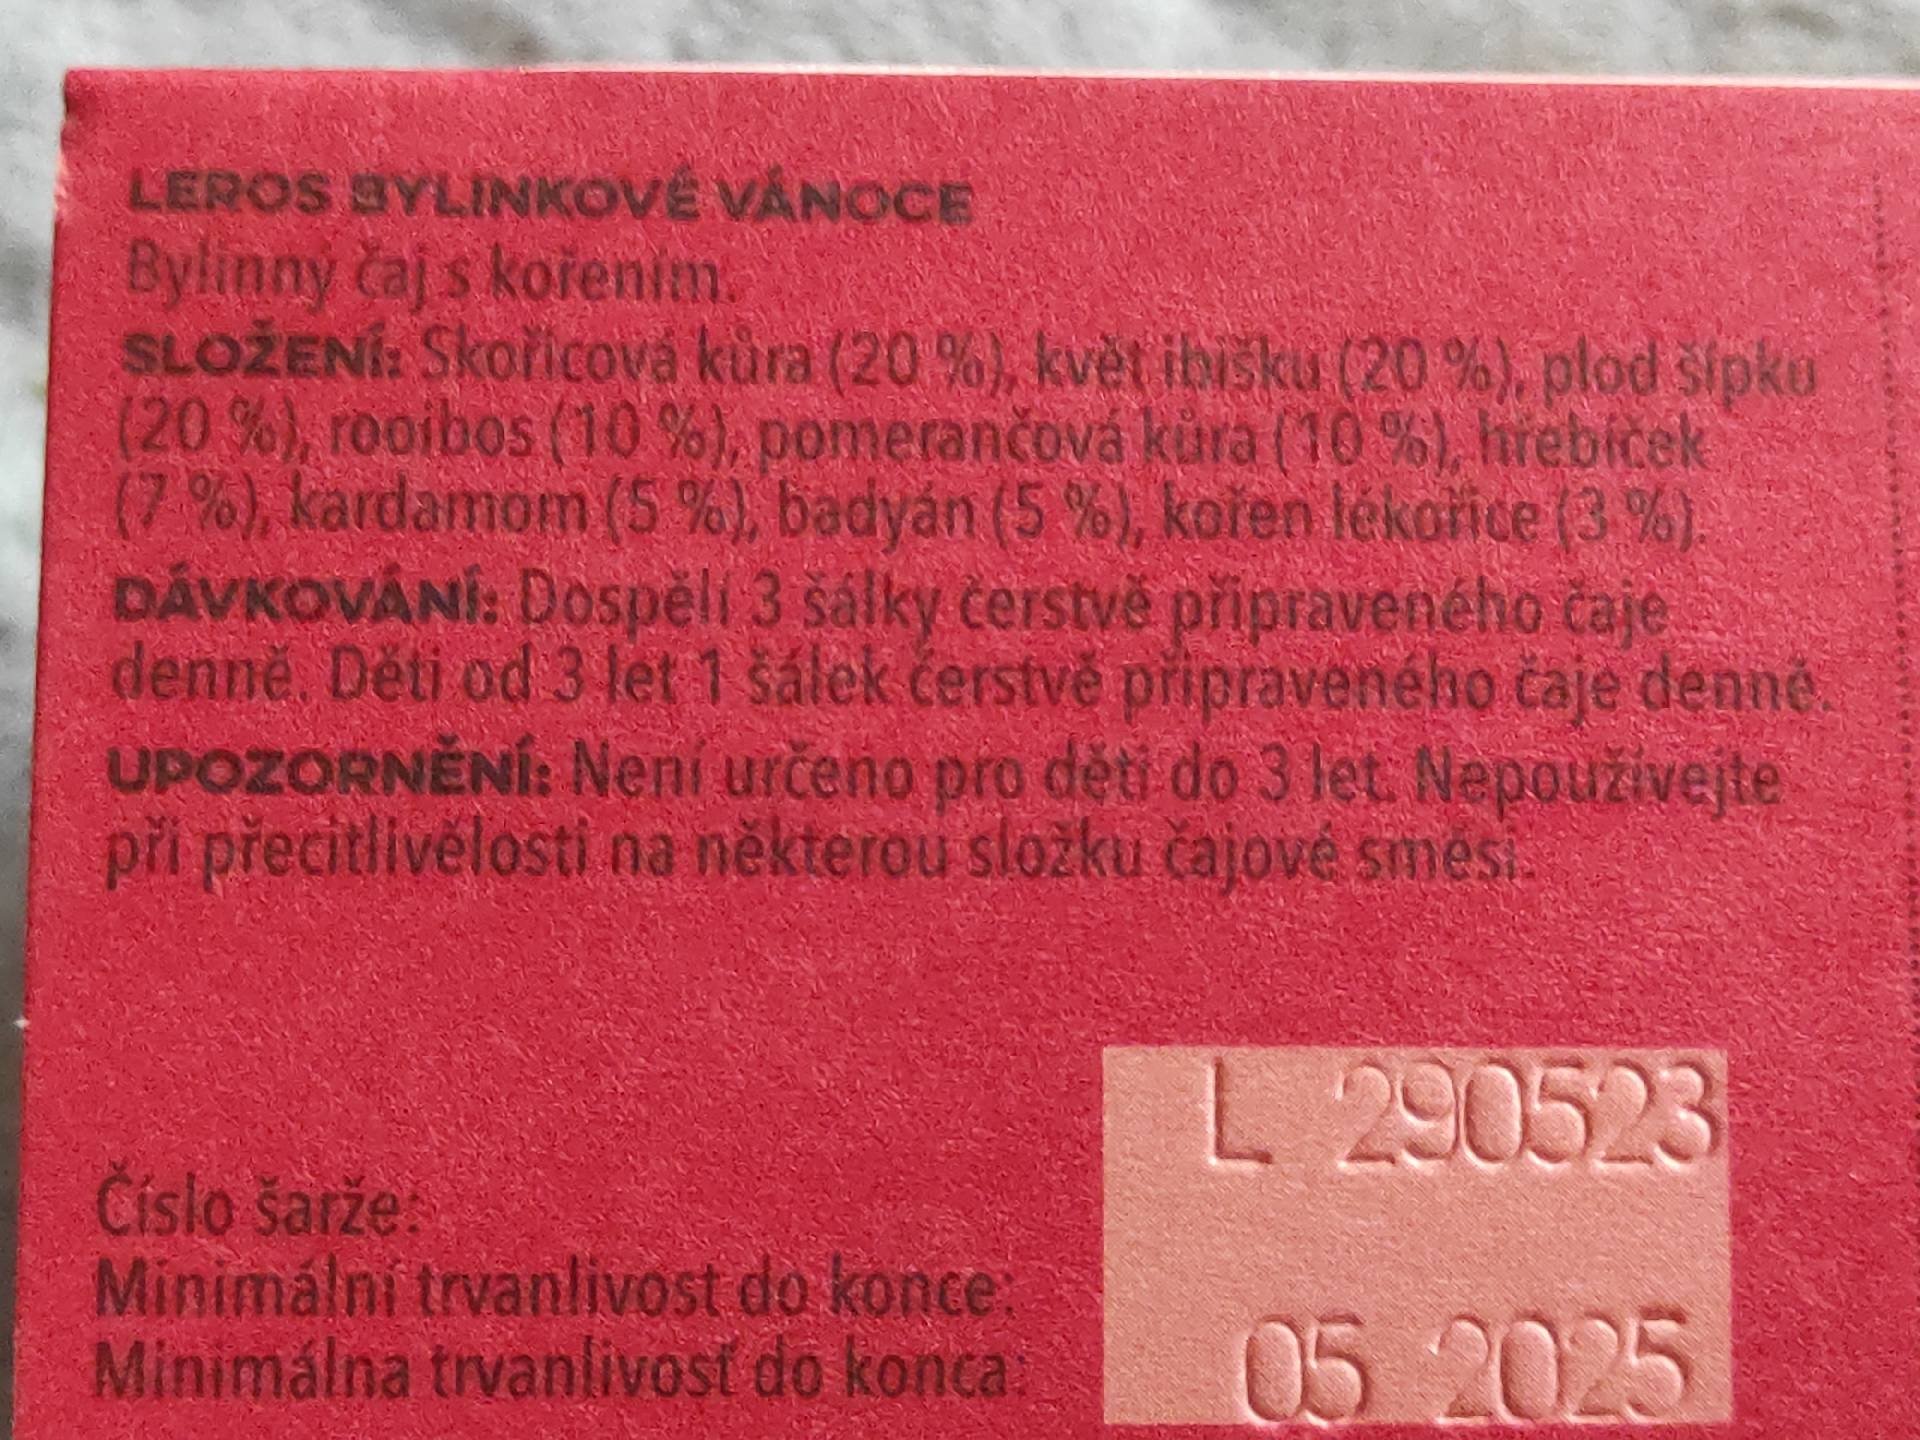 LEROS BYLINKOVÉ VÁNOCE
Bylinný čaj s kořením.
SLOŽENÍ: Skořicová kůra (20 %), květ ibišku (20 %), plod šípku
(20 %), rooibos (10 %), pomerančová kůra (10 %), hřebíček
(7 %), kardamom (5 %), badyán (5 %), kořen lékořice (3 %).
DÁVKOVÁNÍ: Dospělí 3 šálky čerstvě připraveného čaje
denně. Děti od 3 let 1 šálek čerstvě připraveného čaje denně.
UPOZORNĚNÍ: Není určeno pro děti do 3 let. Nepoužívejte
při přecitlivělosti na některou složku čajové směsi.
L 290523
Číslo šarže:
Minimální trvanlivost do konce:
Minimálna trvanlivosť do konca:
05 2025